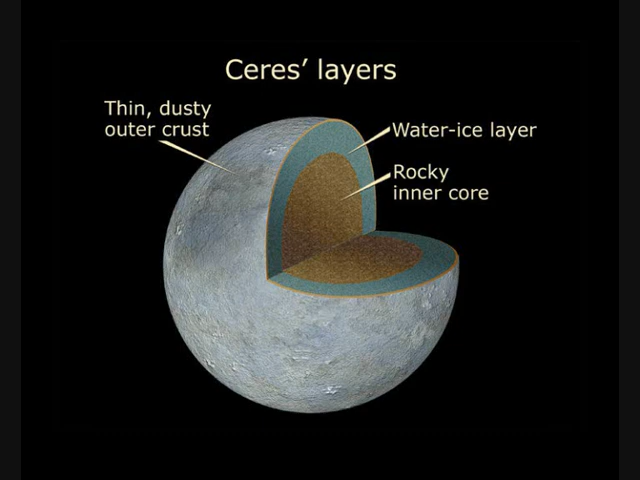 Ceres’ layers
Thin, dusty
outer crust
Water-ice layer
Rocky
inner core